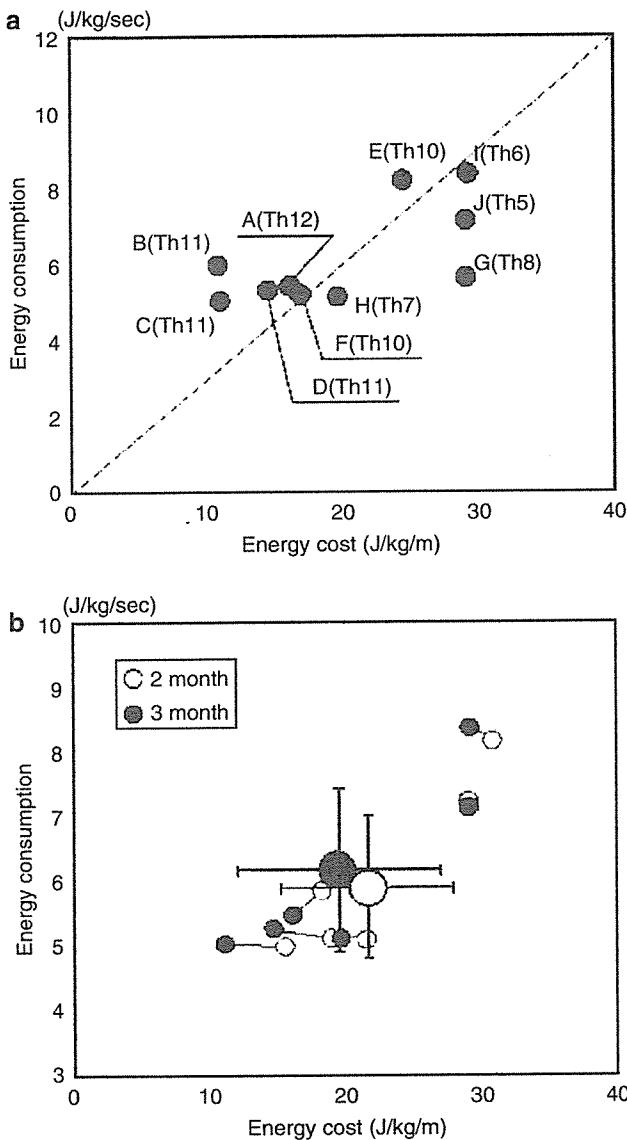 (J/kg/sec)
a
12
10
8
6
4
2
0
Energy consumption
E(Th10)
I(Th6)
J(Th5)
A(Th12)
B(Th11)
G(Th8)
C(Th11)
H(Th7)
F(Th10)
D(Th11)
0 10 20 30 40
Energy cost (J/kg/m)
(J/kg/sec)
b
10
9
8
7
6
5
4
3
Energy consumption
2 month
3 month
10 20 30 40
Energy cost (J/kg/m)